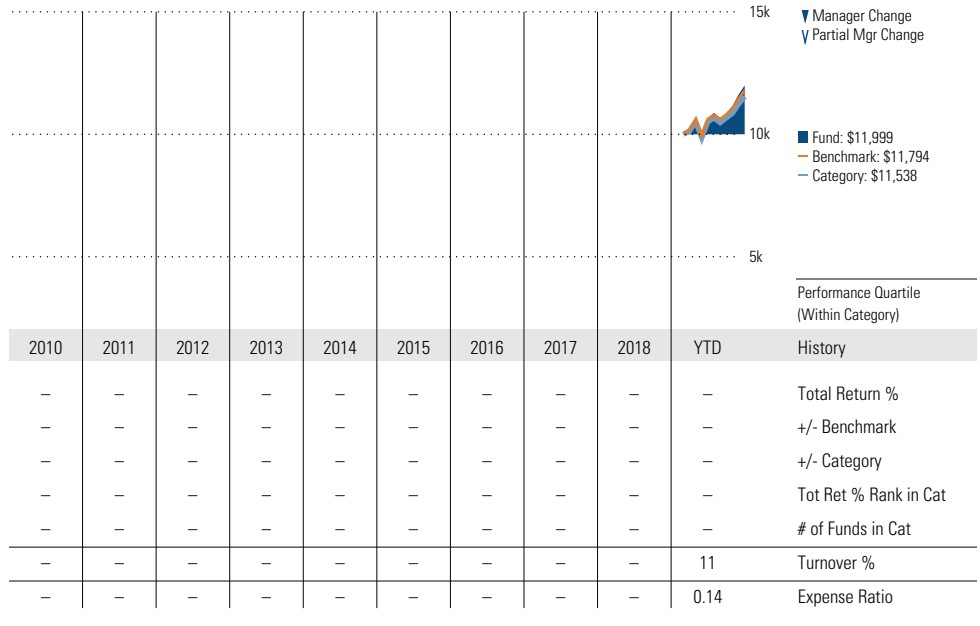 15k
Manager Change
Partial Mgr Change
10k
Fund: $11,999
Benchmark: $11,794
Category: $11,538
5k
Performance Quartile
(Within Category)
2010 2011 2012 2013 2014 2015 2016 2017 2018 YTD History
– – – – – – – – – – Total Return %
– – – – – – – – – – +/- Benchmark
– – – – – – – – – – +/- Category
– – – – – – – – – – Tot Ret % Rank in Cat
– – – – – – – – – – # of Funds in Cat
– – – – – – – – – 11 Turnover %
– – – – – – – – – 0.14 Expense Ratio